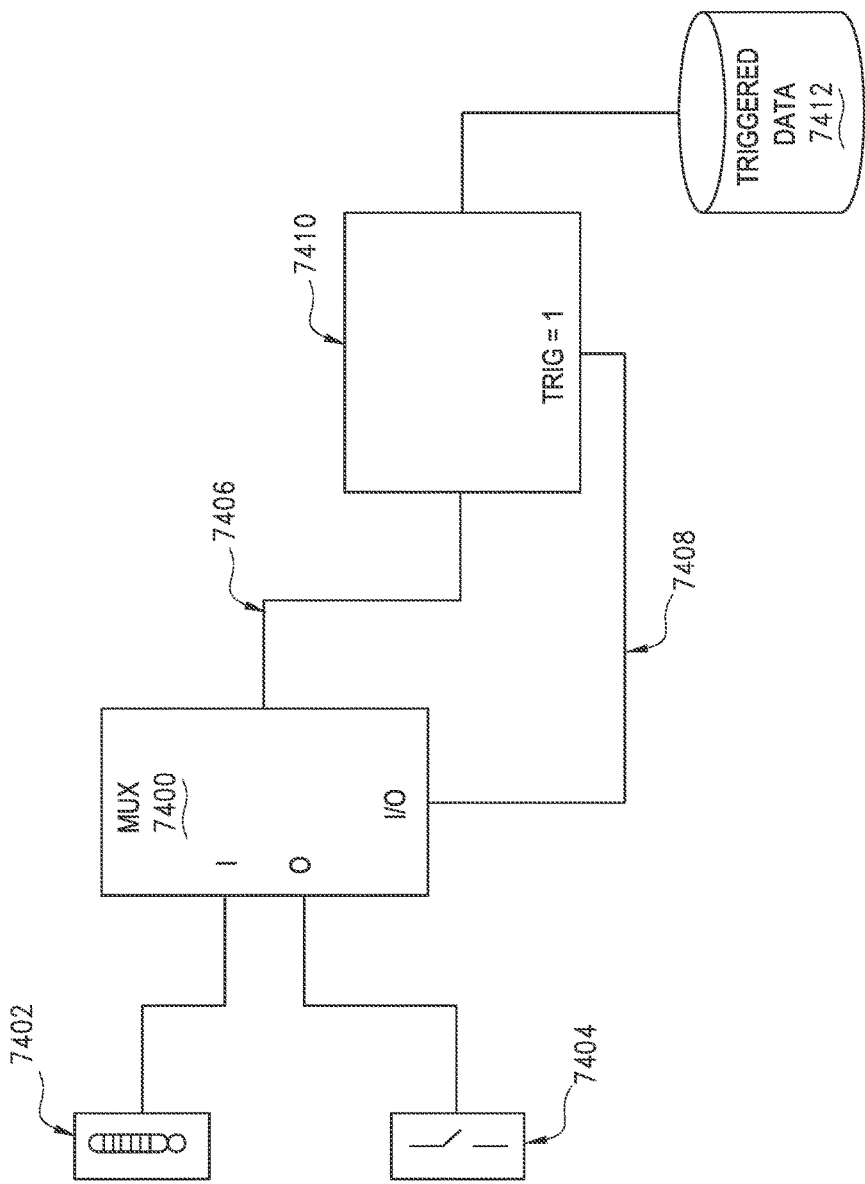 7402
7404
MUX
7400
I
O
I/O
7406
7408
7410
TRIG = 1
TRIGGERED
DATA
7412